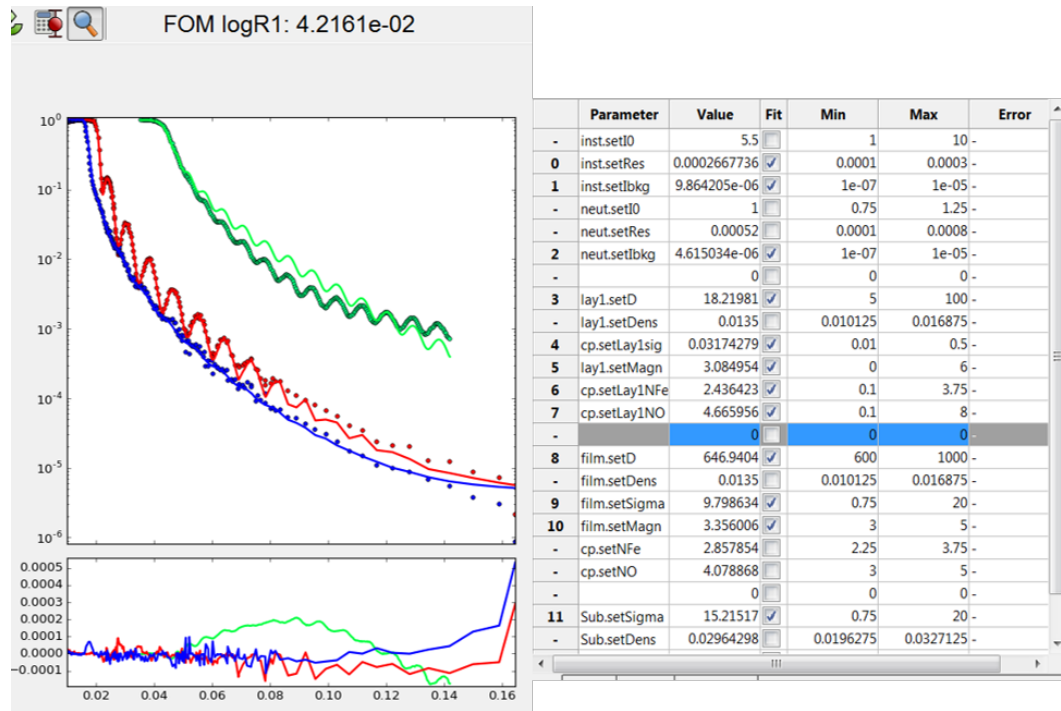 FOM logR1: 4.2161e-02
10^0
10^-1
10^-2
10^-3
10^-4
10^-5
10^-6
0.0005
0.0004
0.0003
0.0002
0.0001
0.0000
−0.0001
0.02 0.04 0.06 0.08 0.10 0.12 0.14 0.16
Parameter Value Fit Min Max Error
- inst.setI0 5.5 1 10 -
0 inst.setRes 0.0002667736 0.0001 0.0003 -
1 inst.setIbkg 9.864205e-06 1e-07 1e-05 -
- neut.setI0 1 0.75 1.25 -
- neut.setRes 0.00052 0.0001 0.0008 -
2 neut.setIbkg 4.615034e-06 1e-07 1e-05 -
- 0 0 0 -
3 lay1.setD 18.21981 5 100 -
- lay1.setDens 0.0135 0.010125 0.016875 -
4 cp.setLay1sig 0.03174279 0.01 0.5 -
5 lay1.setMagn 3.084954 0 6 -
6 cp.setLay1NFe 2.436423 0.1 3.75 -
7 cp.setLay1NO 4.665956 0.1 8 -
- 0 0 0 -
8 film.setD 646.9404 600 1000 -
- film.setDens 0.0135 0.010125 0.016875 -
9 film.setSigma 9.798634 0.75 20 -
10 film.setMagn 3.356006 3 5 -
- cp.setNFe 2.857854 2.25 3.75 -
- cp.setNO 4.078868 3 5 -
- 0 0 0 -
11 Sub.setSigma 15.21517 0.75 20 -
- Sub.setDens 0.02964298 0.0196275 0.0327125 -